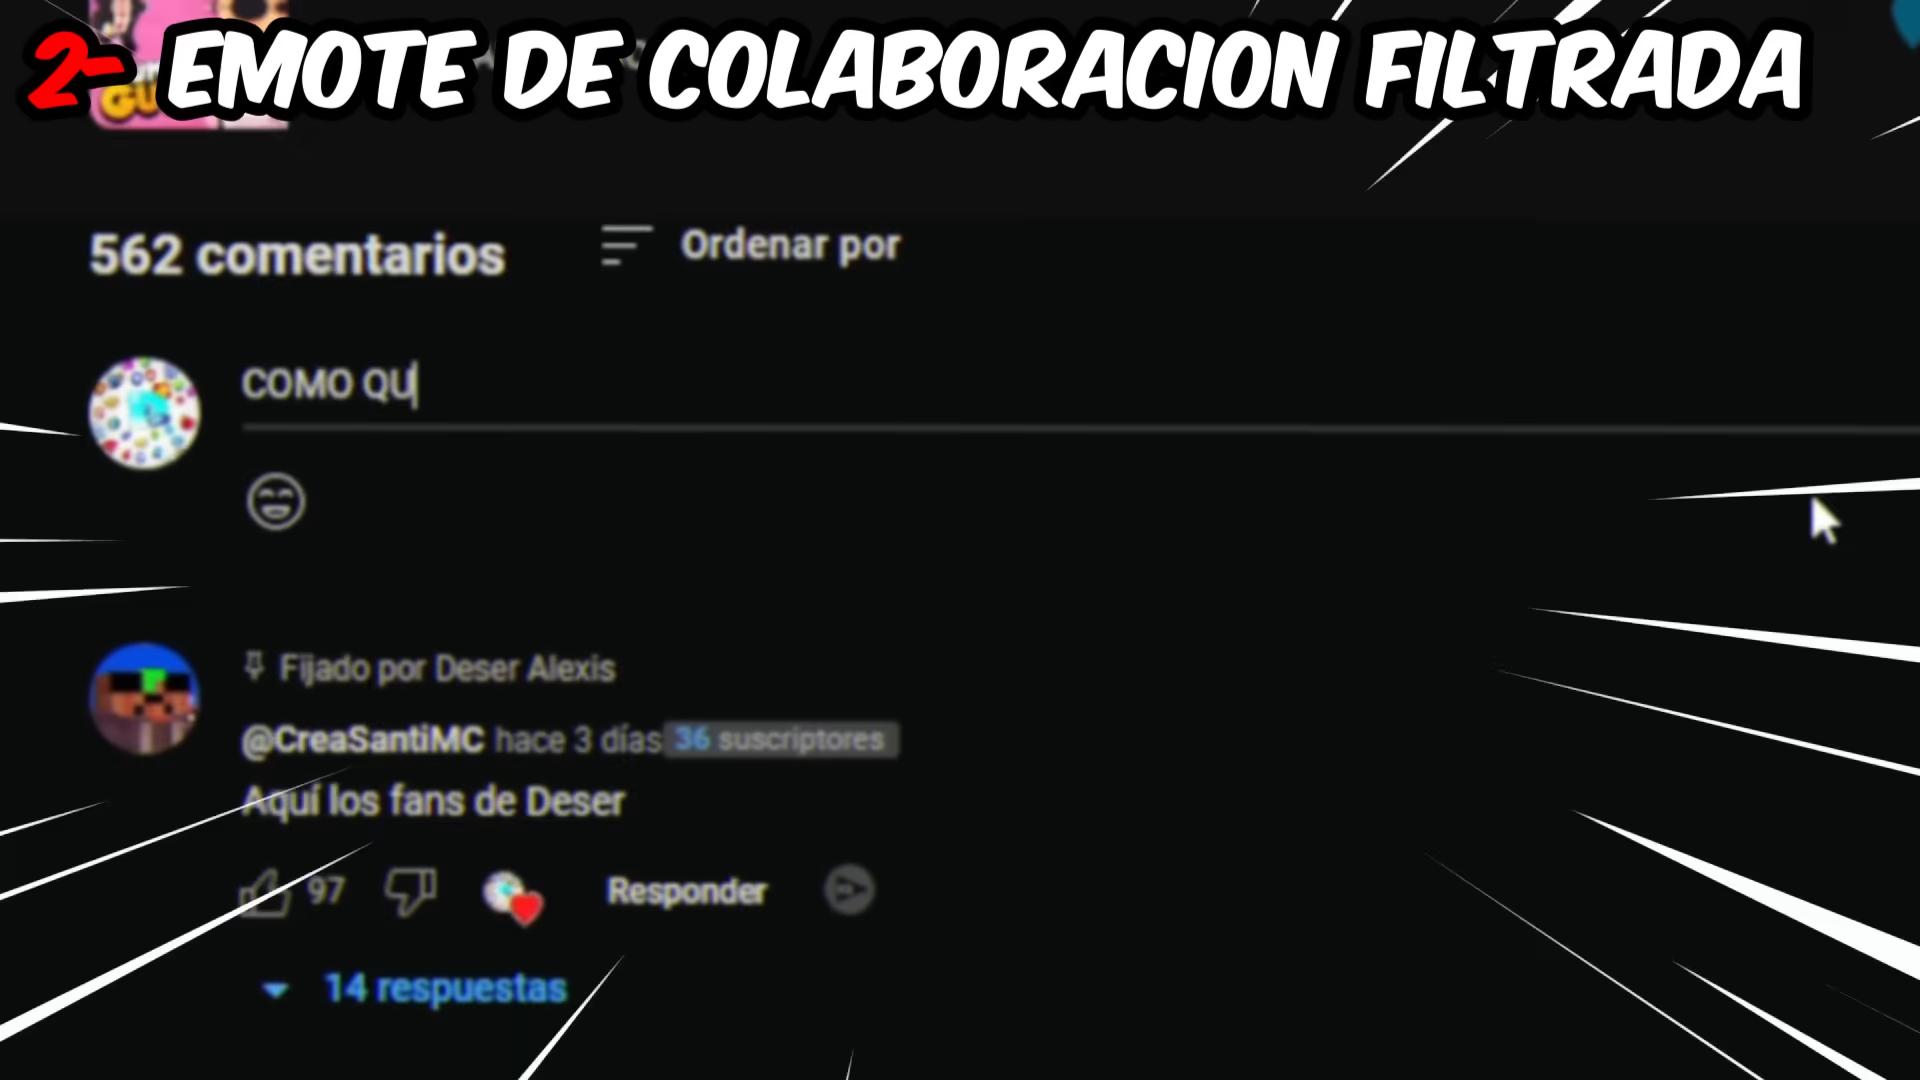 2- EMOTE DE COLABORACION FILTRADA
562 comentarios
Ordenar por
COMO QU
Fijado por Deser Alexis
@CreaSantiMC hace 3 días 36 suscriptores
Aquí los fans de Deser
97
Responder
14 respuestas